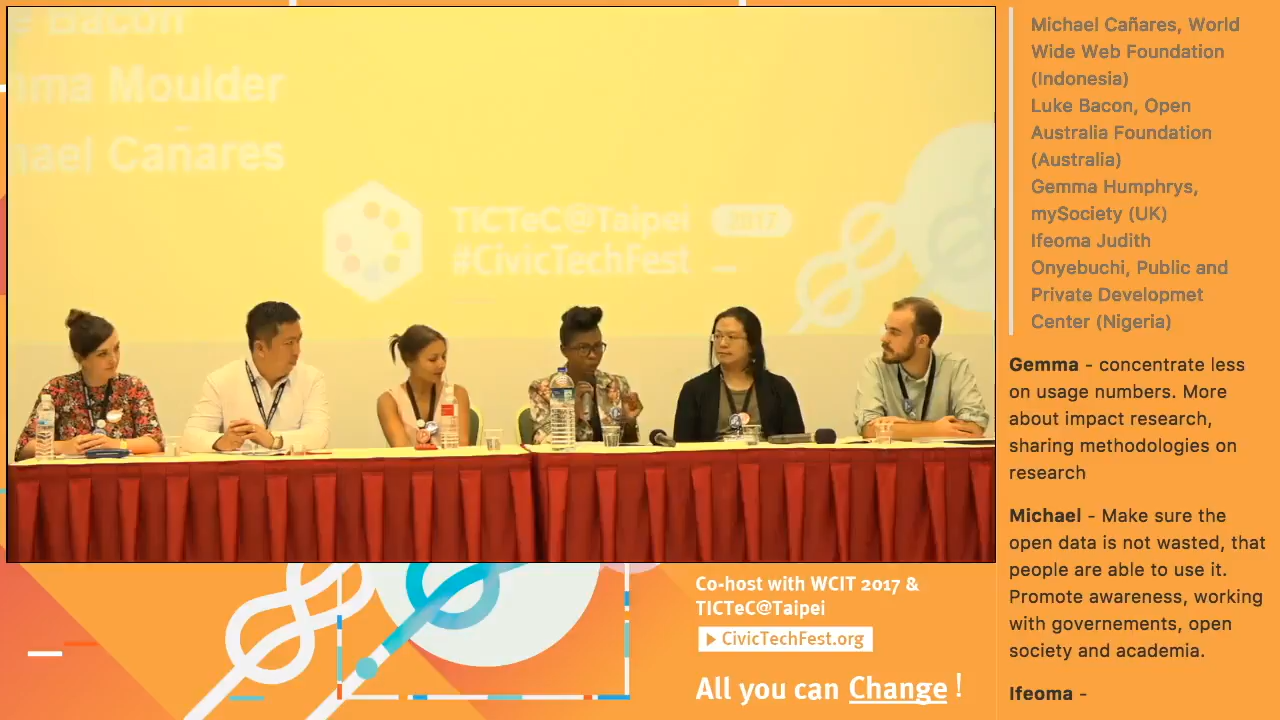 Bacon
Moulder
Cañares
TICTeC@Taipei 2017
#CivicTechFest
Michael Cañares, World
Wide Web Foundation
(Indonesia)
Luke Bacon, Open
Australia Foundation
(Australia)
Gemma Humphrys,
mySociety (UK)
Ifeoma Judith
Onyebuchi, Public and
Private Developmet
Center (Nigeria)
Gemma - concentrate less
on usage numbers. More
about impact research,
sharing methodologies on
research
Michael - Make sure the
open data is not wasted, that
people are able to use it.
Promote awareness, working
with governements, open
society and academia.
Ifeoma -
Co-host with WCIT 2017 &
TICTeC@Taipei
CivicTechFest.org
All you can Change !